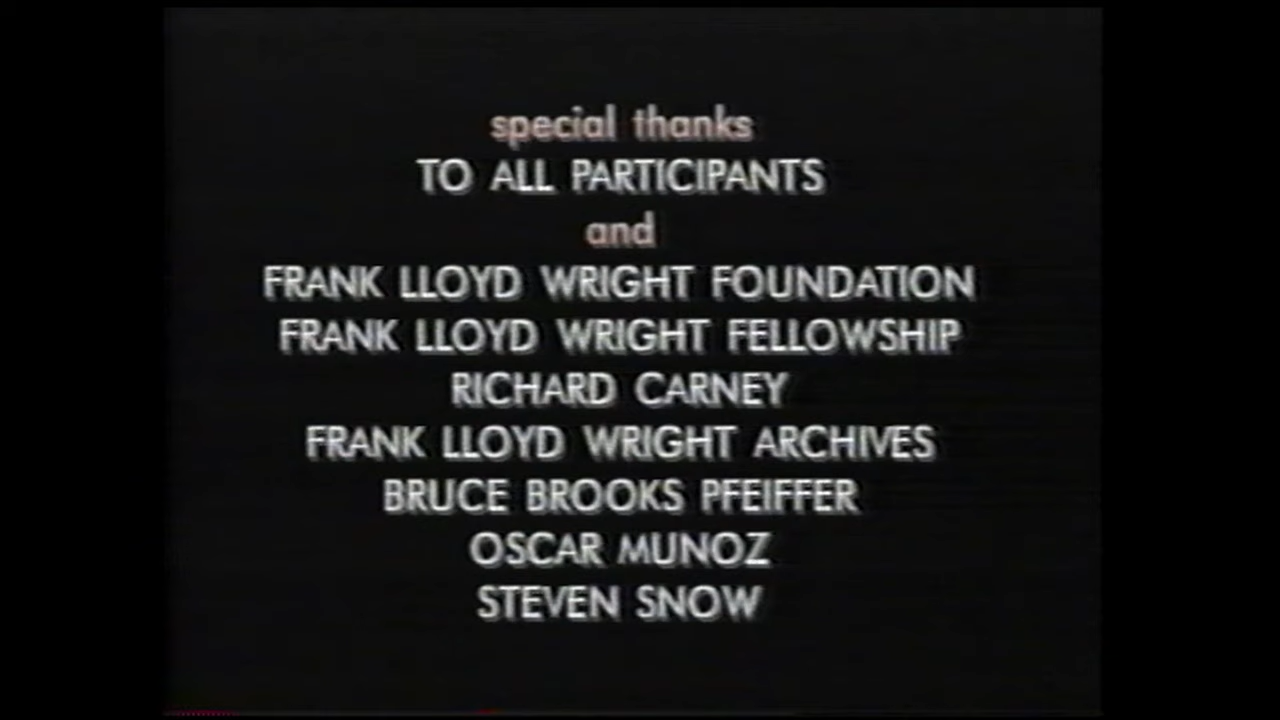 special thanks
TO ALL PARTICIPANTS
and
FRANK LLOYD WRIGHT FOUNDATION
FRANK LLOYD WRIGHT FELLOWSHIP
RICHARD CARNEY
FRANK LLOYD WRIGHT ARCHIVES
BRUCE BROOKS PFEIFFER
OSCAR MUNOZ
STEVEN SNOW